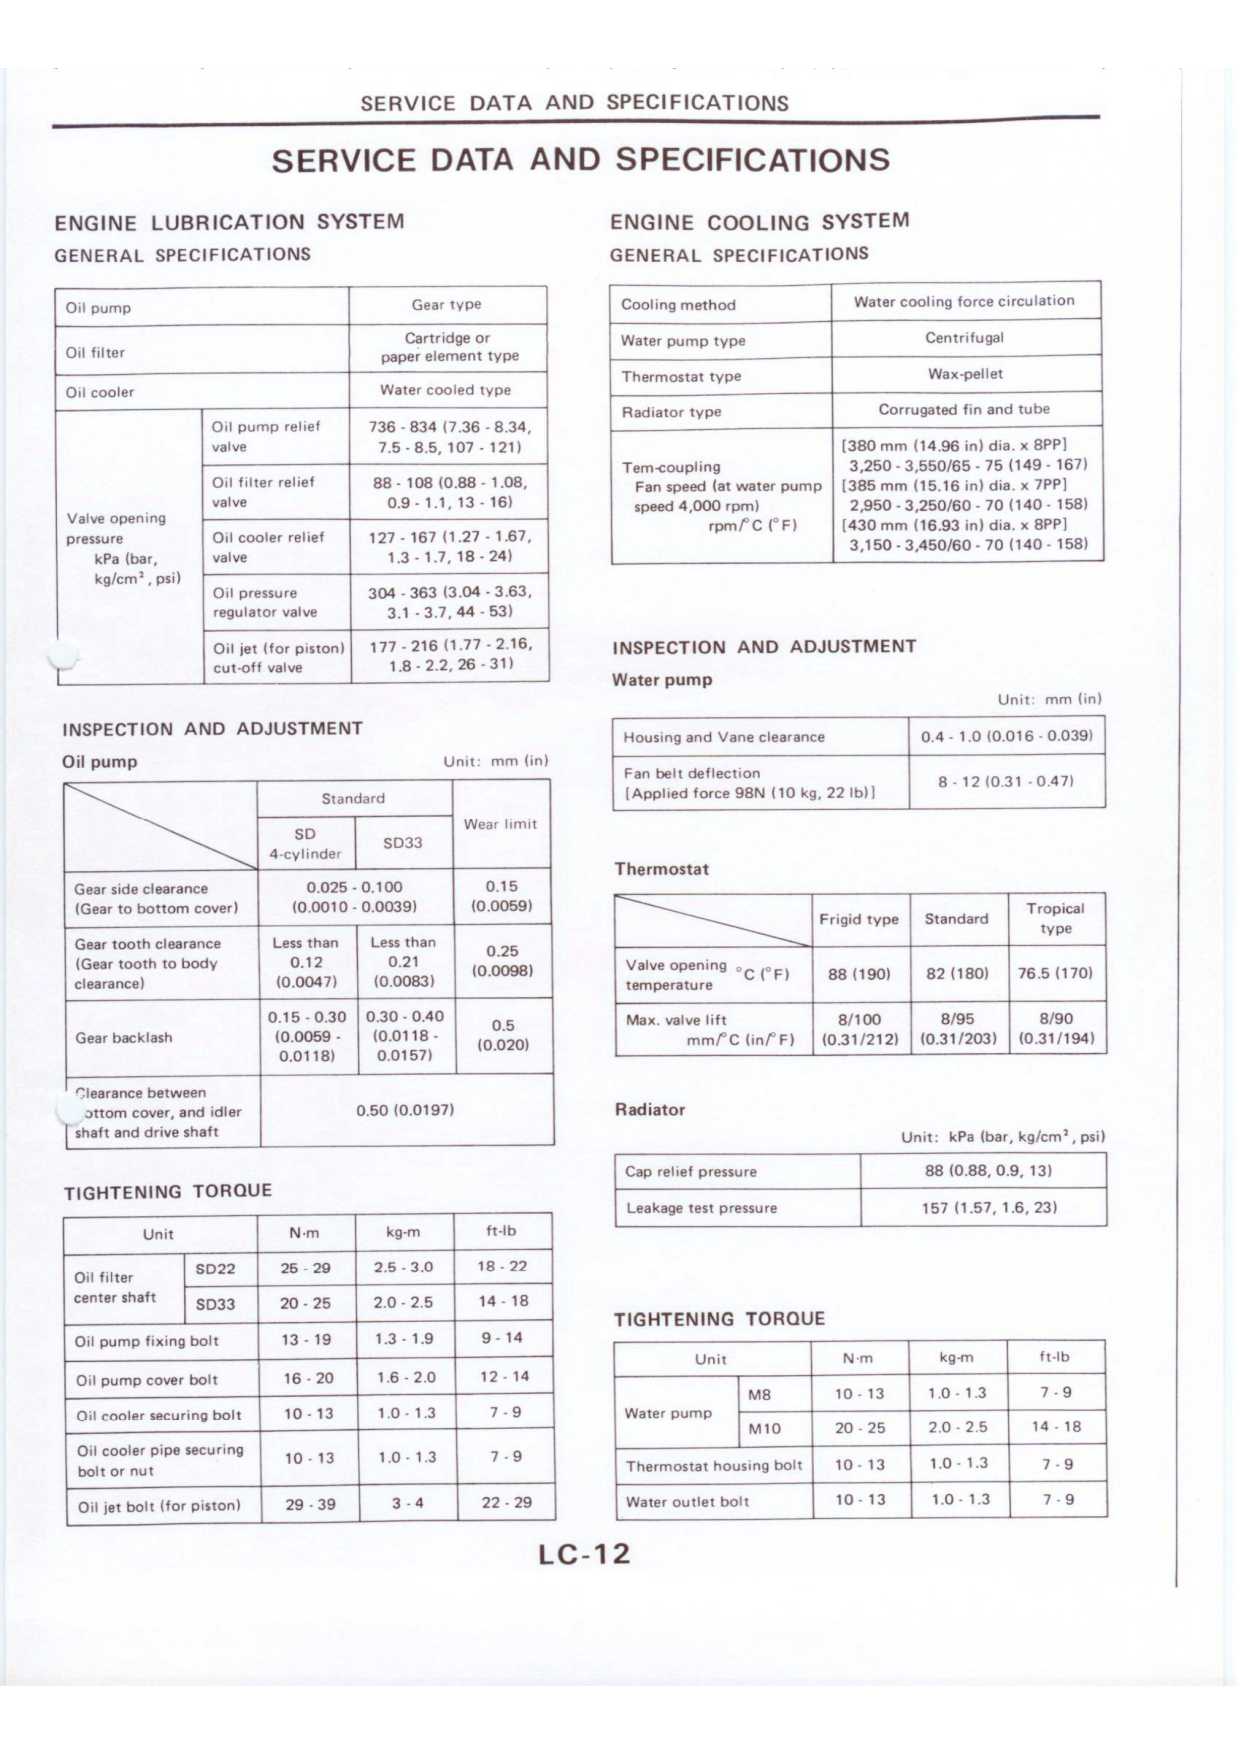 SERVICE DATA AND SPECIFICATIONS
SERVICE DATA AND SPECIFICATIONS
ENGINE LUBRICATION SYSTEM
GENERAL SPECIFICATIONS
Oil pump Gear type
Oil filter Cartridge or
paper element type
Oil cooler Water cooled type
Valve opening
pressure
kPa (bar,
kg/cm², psi)
Oil pump relief
valve
736 - 834 (7.36 - 8.34,
7.5 - 8.5, 107 - 121)
Oil filter relief
valve
88 - 108 (0.88 - 1.08,
0.9 - 1.1, 13 - 16)
Oil cooler relief
valve
127 - 167 (1.27 - 1.67,
1.3 - 1.7, 18 - 24)
Oil pressure
regulator valve
304 - 363 (3.04 - 3.63,
3.1 - 3.7, 44 - 53)
Oil jet (for piston)
cut-off valve
177 - 216 (1.77 - 2.16,
1.8 - 2.2, 26 - 31)
INSPECTION AND ADJUSTMENT
Oil pump Unit: mm (in)
Standard
Wear limit
SD
4-cylinder
SD33
Gear side clearance
(Gear to bottom cover)
0.025 - 0.100
(0.0010 - 0.0039)
0.15
(0.0059)
Gear tooth clearance
(Gear tooth to body
clearance)
Less than
0.12
(0.0047)
Less than
0.21
(0.0083)
0.25
(0.0098)
Gear backlash
0.15 - 0.30
(0.0059 -
0.0118)
0.30 - 0.40
(0.0118 -
0.0157)
0.5
(0.020)
Clearance between
bottom cover, and idler
shaft and drive shaft
0.50 (0.0197)
TIGHTENING TORQUE
Unit N·m kg-m ft-lb
Oil filter
center shaft
SD22 25 - 29 2.5 - 3.0 18 - 22
SD33 20 - 25 2.0 - 2.5 14 - 18
Oil pump fixing bolt 13 - 19 1.3 - 1.9 9 - 14
Oil pump cover bolt 16 - 20 1.6 - 2.0 12 - 14
Oil cooler securing bolt 10 - 13 1.0 - 1.3 7 - 9
Oil cooler pipe securing
bolt or nut
10 - 13 1.0 - 1.3 7 - 9
Oil jet bolt (for piston) 29 - 39 3 - 4 22 - 29
ENGINE COOLING SYSTEM
GENERAL SPECIFICATIONS
Cooling method Water cooling force circulation
Water pump type Centrifugal
Thermostat type Wax-pellet
Radiator type Corrugated fin and tube
Tem-coupling
Fan speed (at water pump
speed 4,000 rpm)
rpm/°C (°F)
[380 mm (14.96 in) dia. x 8PP]
3,250 - 3,550/65 - 75 (149 - 167)
[385 mm (15.16 in) dia. x 7PP]
2,950 - 3,250/60 - 70 (140 - 158)
[430 mm (16.93 in) dia. x 8PP]
3,150 - 3,450/60 - 70 (140 - 158)
INSPECTION AND ADJUSTMENT
Water pump
Unit: mm (in)
Housing and Vane clearance 0.4 - 1.0 (0.016 - 0.039)
Fan belt deflection
[Applied force 98N (10 kg, 22 lb)]
8 - 12 (0.31 - 0.47)
Thermostat
Frigid type Standard Tropical
type
Valve opening
temperature
°C (°F) 88 (190) 82 (180) 76.5 (170)
Max. valve lift
mm/°C (in/°F)
8/100
(0.31/212)
8/95
(0.31/203)
8/90
(0.31/194)
Radiator
Unit: kPa (bar, kg/cm², psi)
Cap relief pressure 88 (0.88, 0.9, 13)
Leakage test pressure 157 (1.57, 1.6, 23)
TIGHTENING TORQUE
Unit N·m kg-m ft-lb
Water pump
M8 10 - 13 1.0 - 1.3 7 - 9
M10 20 - 25 2.0 - 2.5 14 - 18
Thermostat housing bolt 10 - 13 1.0 - 1.3 7 - 9
Water outlet bolt 10 - 13 1.0 - 1.3 7 - 9
LC-12